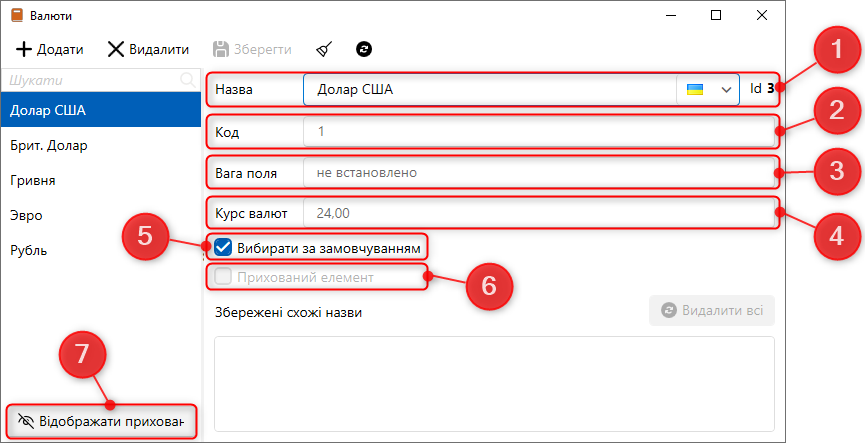 Валюти
Додати Видалити Зберегти
Шукати
Долар США
Брит. Долар
Гривня
Эвро
Рубль
Відображати прихован
Назва Долар США Id 3
Код 1
Вага поля не встановлено
Курс валют 24,00
Вибирати за замовчуванням
Прихований елемент
Збережені схожі назви Видалити всі
1
2
3
4
5
6
7